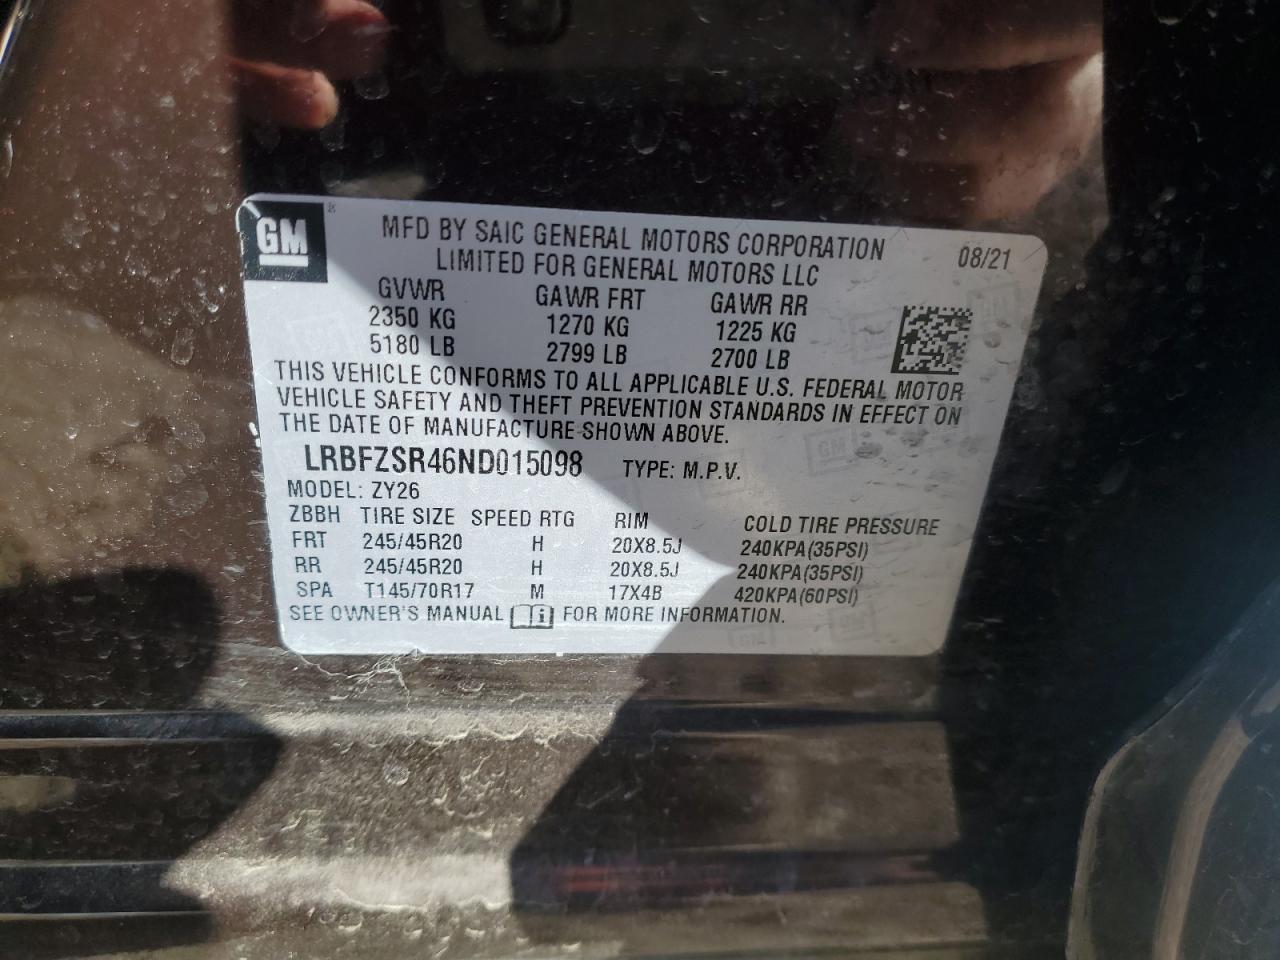 GM
MFD BY SAIC GENERAL MOTORS CORPORATION 08/21
LIMITED FOR GENERAL MOTORS LLC
GVWR GAWR FRT GAWR RR
2350 KG 1270 KG 1225 KG
5180 LB 2799 LB 2700 LB
THIS VEHICLE CONFORMS TO ALL APPLICABLE U.S. FEDERAL MOTOR
VEHICLE SAFETY AND THEFT PREVENTION STANDARDS IN EFFECT ON
THE DATE OF MANUFACTURE SHOWN ABOVE.
LRBFZSR46ND015098 TYPE: M.P.V.
MODEL: ZY26
ZBBH TIRE SIZE SPEED RTG RIM COLD TIRE PRESSURE
FRT 245/45R20 H 20X8.5J 240KPA(35PSI)
RR 245/45R20 H 20X8.5J 240KPA(35PSI)
SPA T145/70R17 M 17X4B 420KPA(60PSI)
SEE OWNER'S MANUAL i FOR MORE INFORMATION.